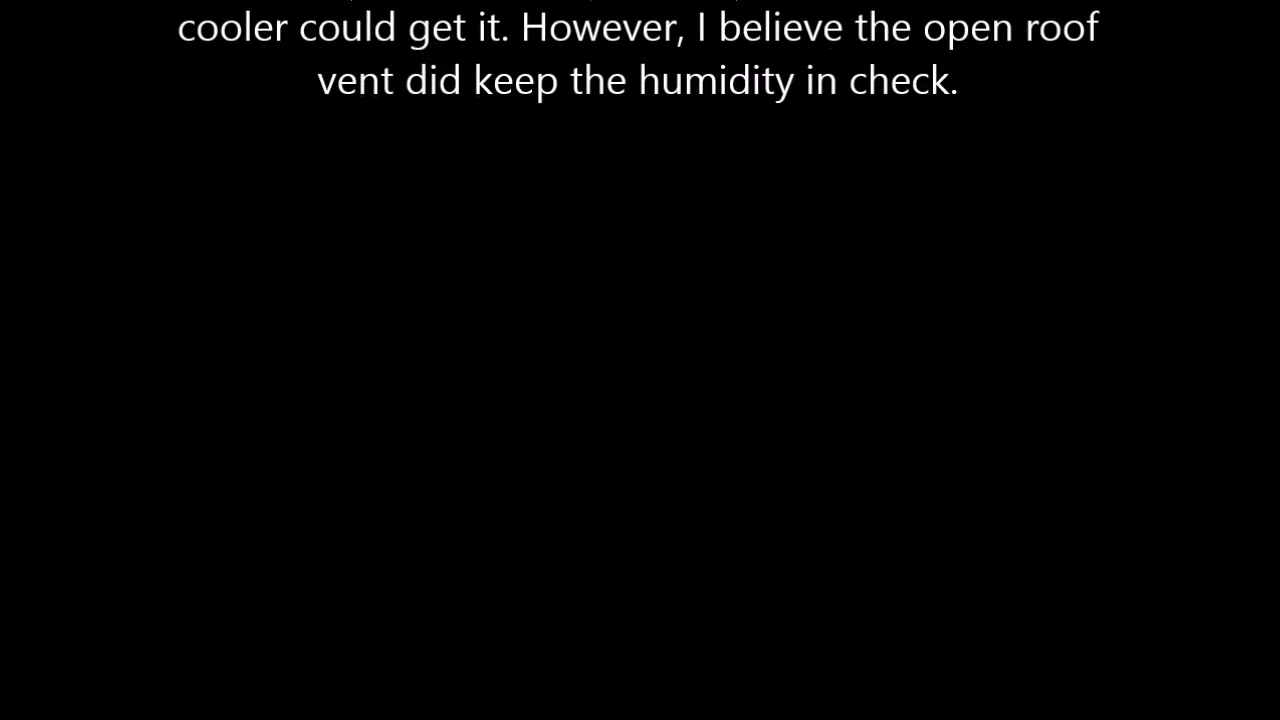 cooler could get it. However, I believe the open roof
vent did keep the humidity in check.